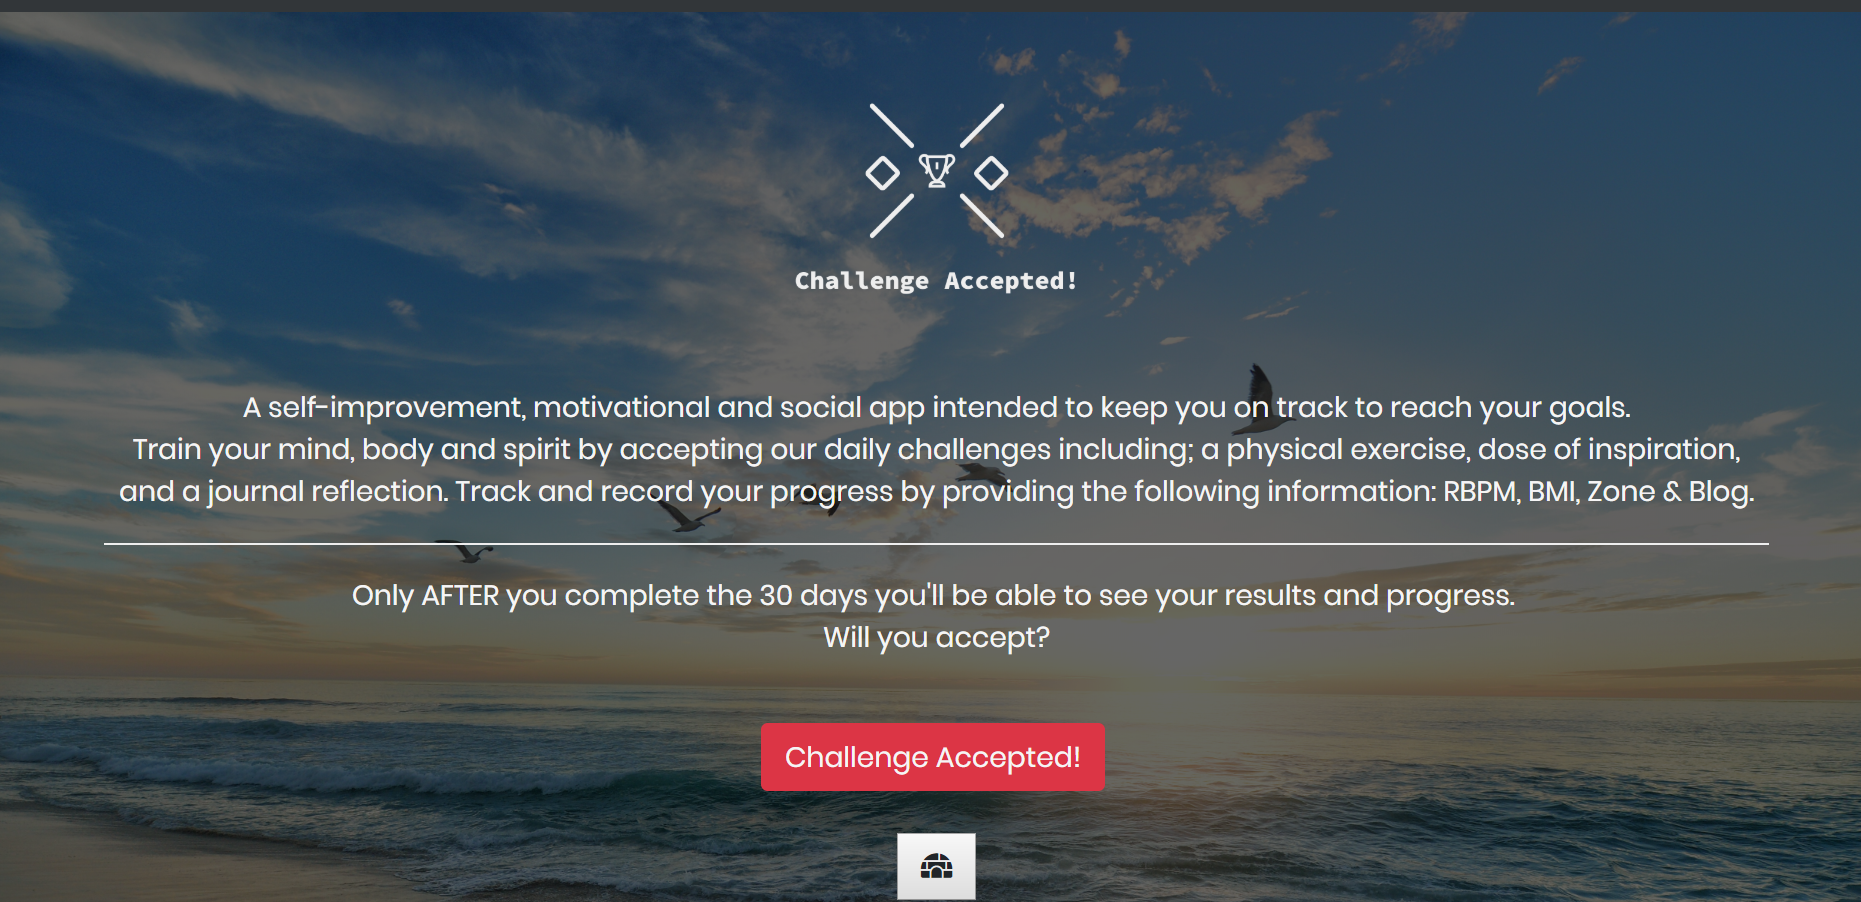 Challenge Accepted!
A self-improvement, motivational and social app intended to keep you on track to reach your goals.
Train your mind, body and spirit by accepting our daily challenges including; a physical exercise, dose of inspiration,
and a journal reflection. Track and record your progress by providing the following information: RBPM, BMI, Zone & Blog.
Only AFTER you complete the 30 days you'll be able to see your results and progress.
Will you accept?
Challenge Accepted!